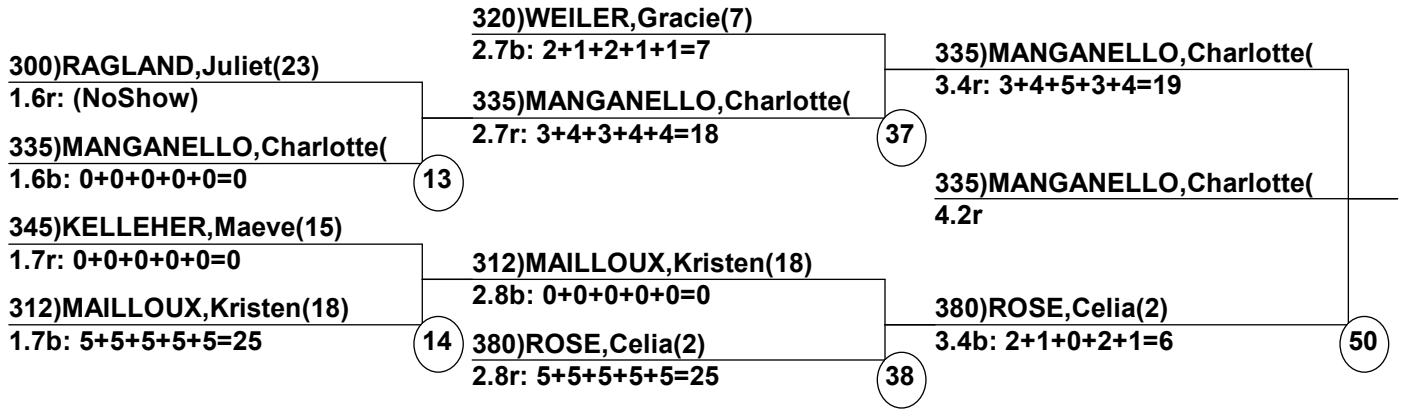 300)RAGLAND,Juliet(23)
1.6r: (NoShow)
335)MANGANELLO,Charlotte(
1.6b: 0+0+0+0+0=0
13
345)KELLEHER,Maeve(15)
1.7r: 0+0+0+0+0=0
312)MAILLOUX,Kristen(18)
1.7b: 5+5+5+5+5=25
14
320)WEILER,Gracie(7)
2.7b: 2+1+2+1+1=7
335)MANGANELLO,Charlotte(
2.7r: 3+4+3+4+4=18
37
312)MAILLOUX,Kristen(18)
2.8b: 0+0+0+0+0=0
380)ROSE,Celia(2)
2.8r: 5+5+5+5+5=25
38
335)MANGANELLO,Charlotte(
3.4r: 3+4+5+3+4=19
335)MANGANELLO,Charlotte(
4.2r
380)ROSE,Celia(2)
3.4b: 2+1+0+2+1=6
50